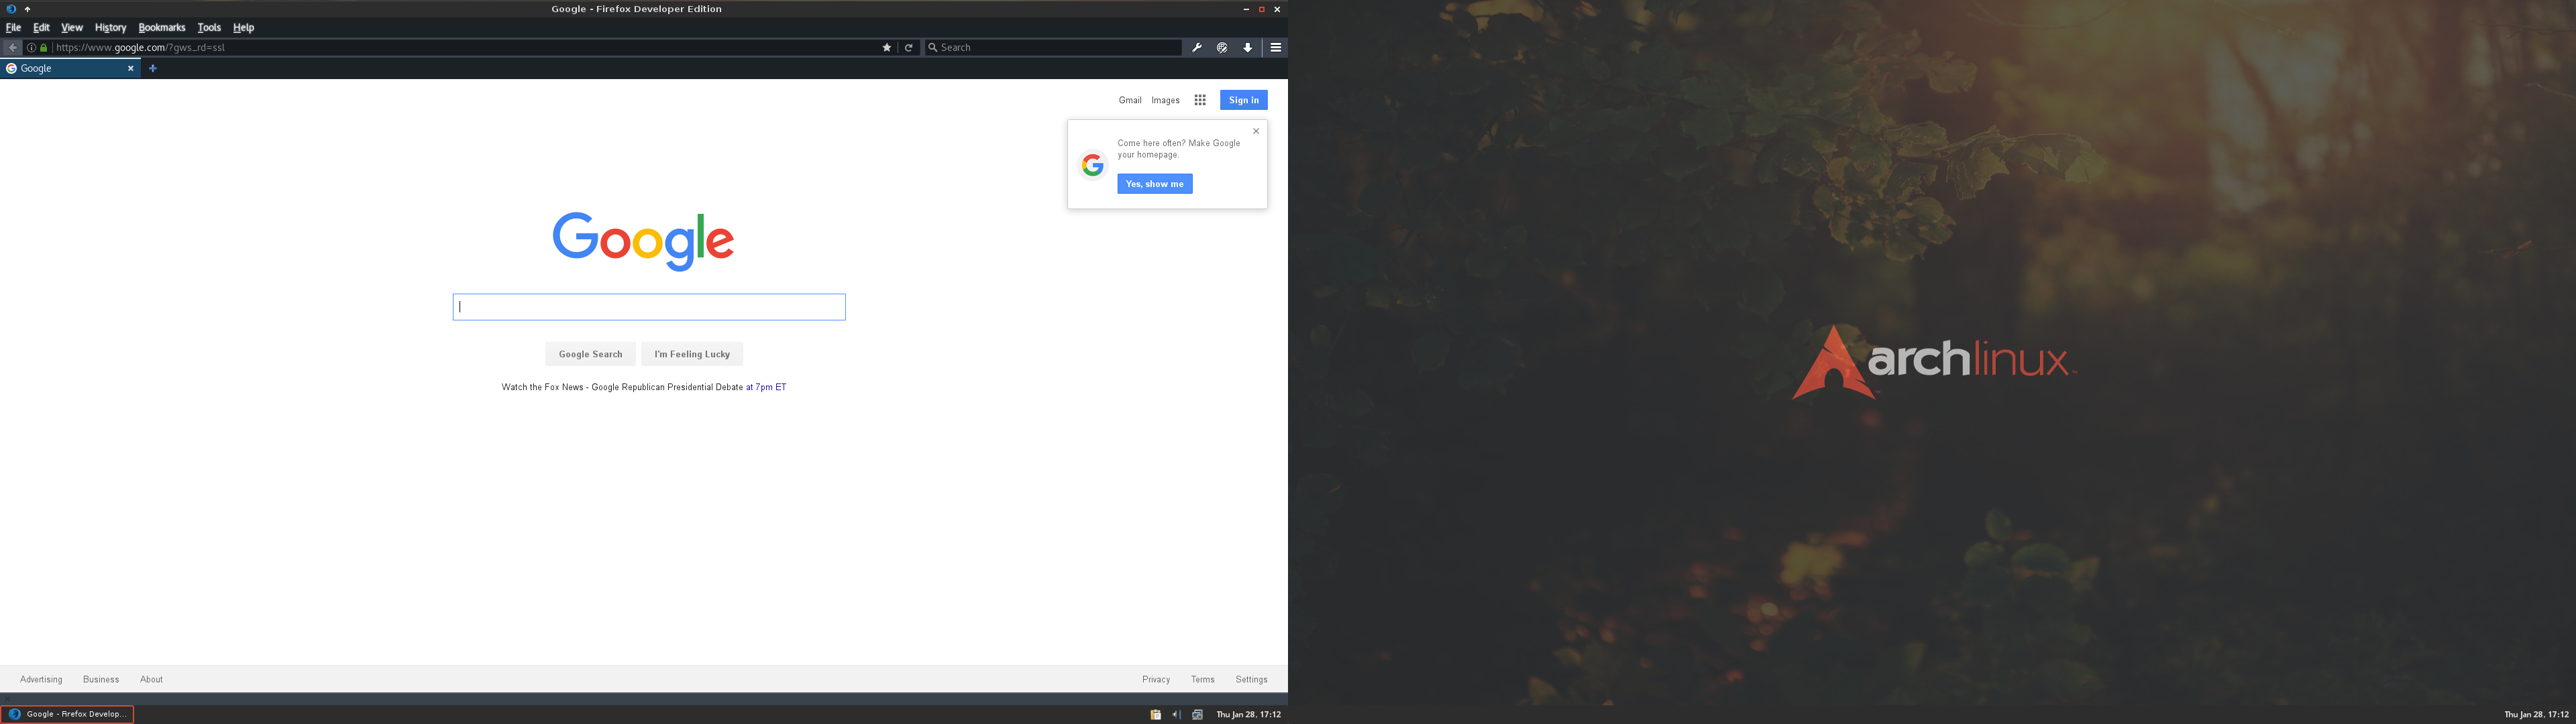 Google - Firefox Developer Edition
File Edit View History Bookmarks Tools Help
https://www.google.com/?gws_rd=ssl
Search
Google
Gmail Images Sign in
Come here often? Make Google
your homepage.
Yes, show me
Google
Google Search I'm Feeling Lucky
Watch the Fox News - Google Republican Presidential Debate at 7pm ET
Advertising Business About Privacy Terms Settings
Google - Firefox Develop...
Thu Jan 28, 17:12
archlinux™
Thu Jan 28, 17:12